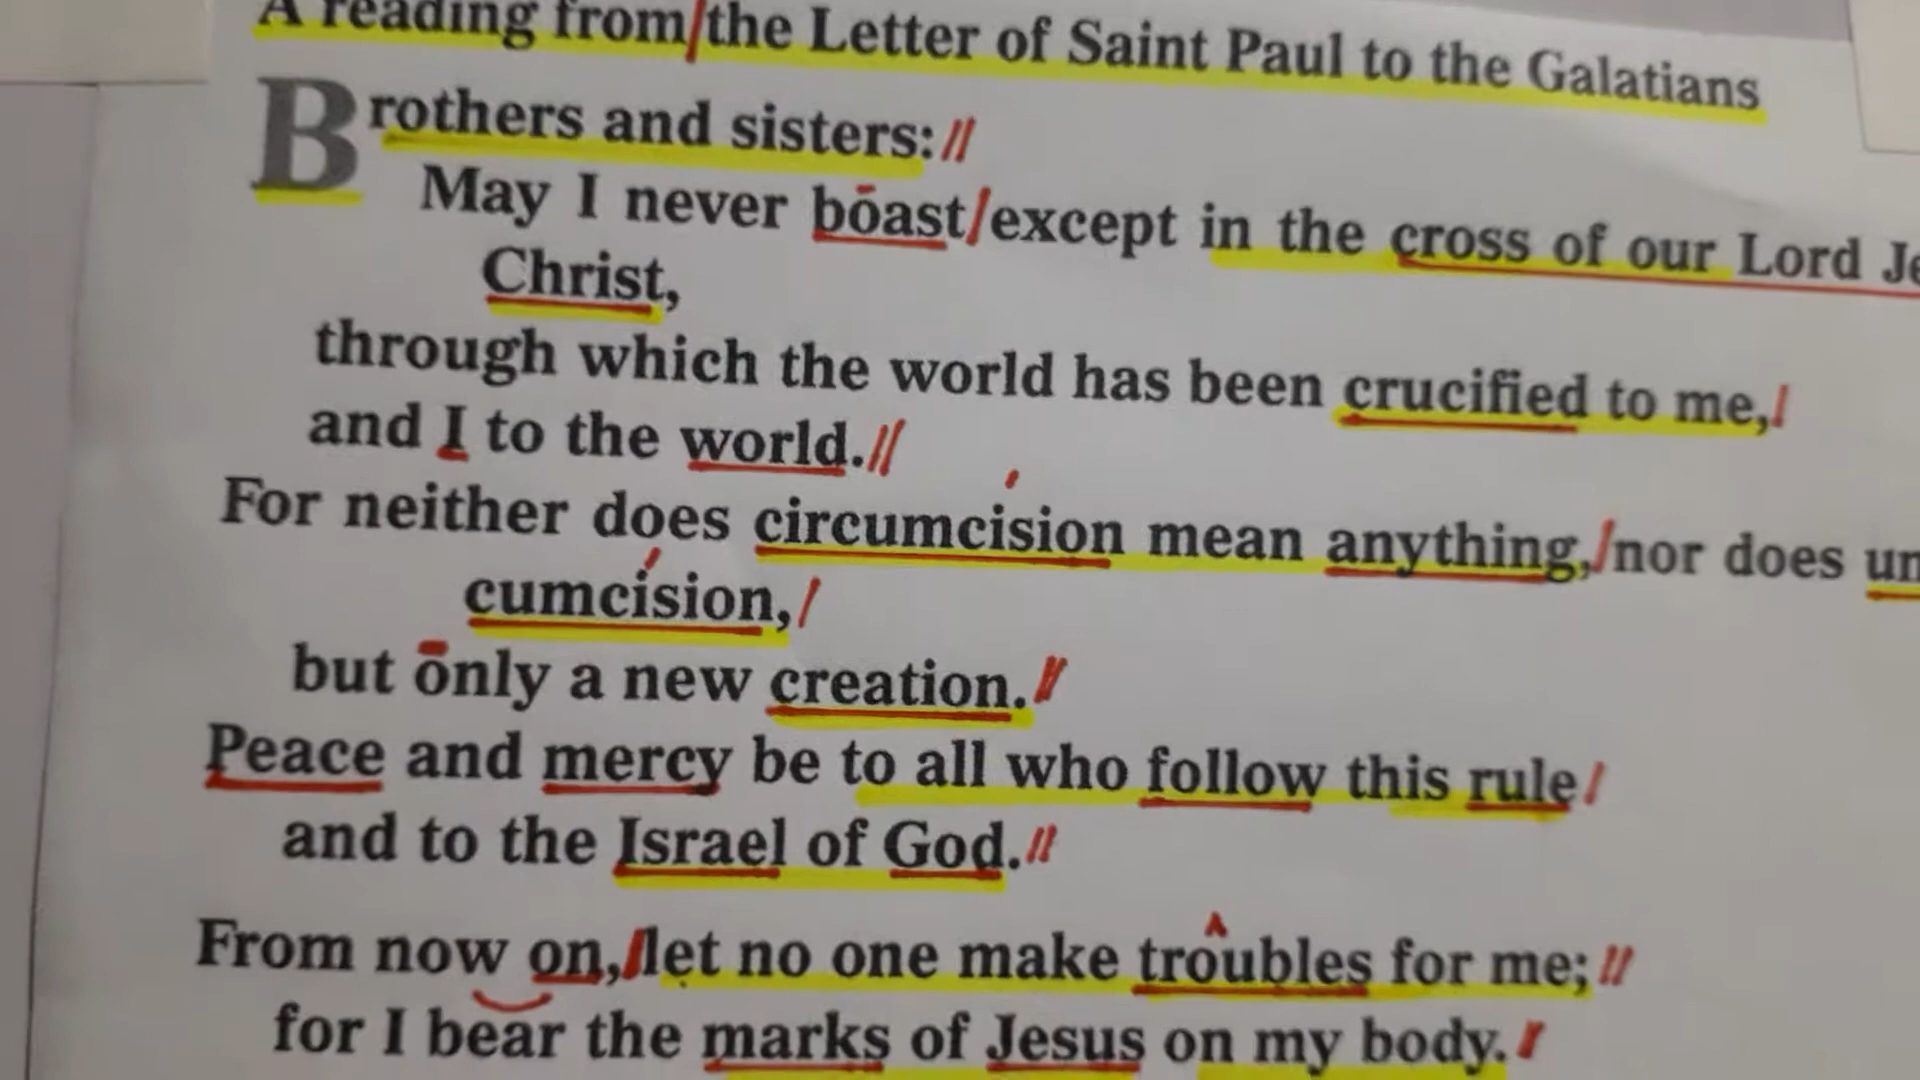 A reading from the Letter of Saint Paul to the Galatians
Brothers and sisters:
May I never boast except in the cross of our Lord Je
Christ,
through which the world has been crucified to me,
and I to the world.
For neither does circumcision mean anything, nor does un
cumcision,
but only a new creation.
Peace and mercy be to all who follow this rule
and to the Israel of God.
From now on, let no one make troubles for me;
for I bear the marks of Jesus on my body.